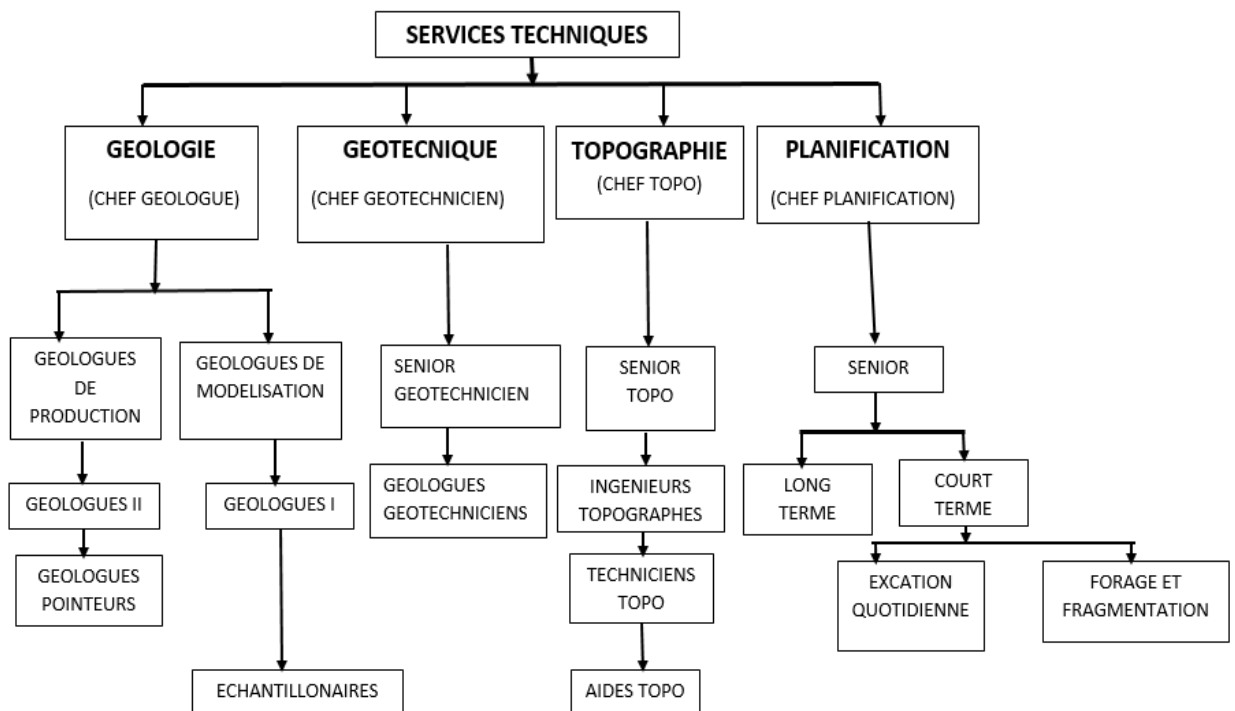 SERVICES TECHNIQUES
GEOLOGIE
(CHEF GEOLOGUE)
GEOTECNIQUE
(CHEF GEOTECHNICIEN)
TOPOGRAPHIE
(CHEF TOPO)
PLANIFICATION
(CHEF PLANIFICATION)
GEOLOGUES
DE
PRODUCTION
GEOLOGUES DE
MODELISATION
SENIOR
GEOTECHNICIEN
SENIOR
TOPO
SENIOR
GEOLOGUES II
GEOLOGUES I
GEOLOGUES
GEOTECHNICIENS
INGENIEURS
TOPOGRAPHES
LONG
TERME
COURT
TERME
GEOLOGUES
POINTEURS
TECHNICIENS
TOPO
EXCATION
QUOTIDIENNE
FORAGE ET
FRAGMENTATION
ECHANTILLONAIRES
AIDES TOPO